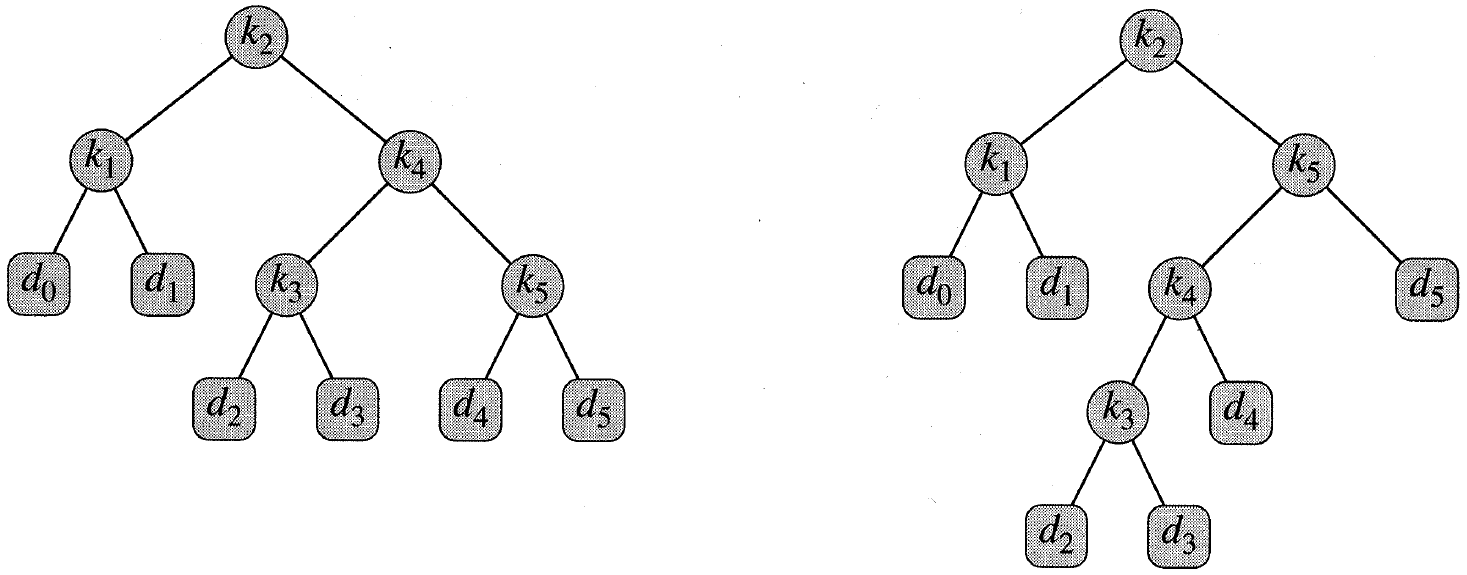 k2 k2
k1 k4 k1 k5
d0 d1 k3 k5 d0 d1 k4 d5
d2 d3 d4 d5 k3 d4
d2 d3